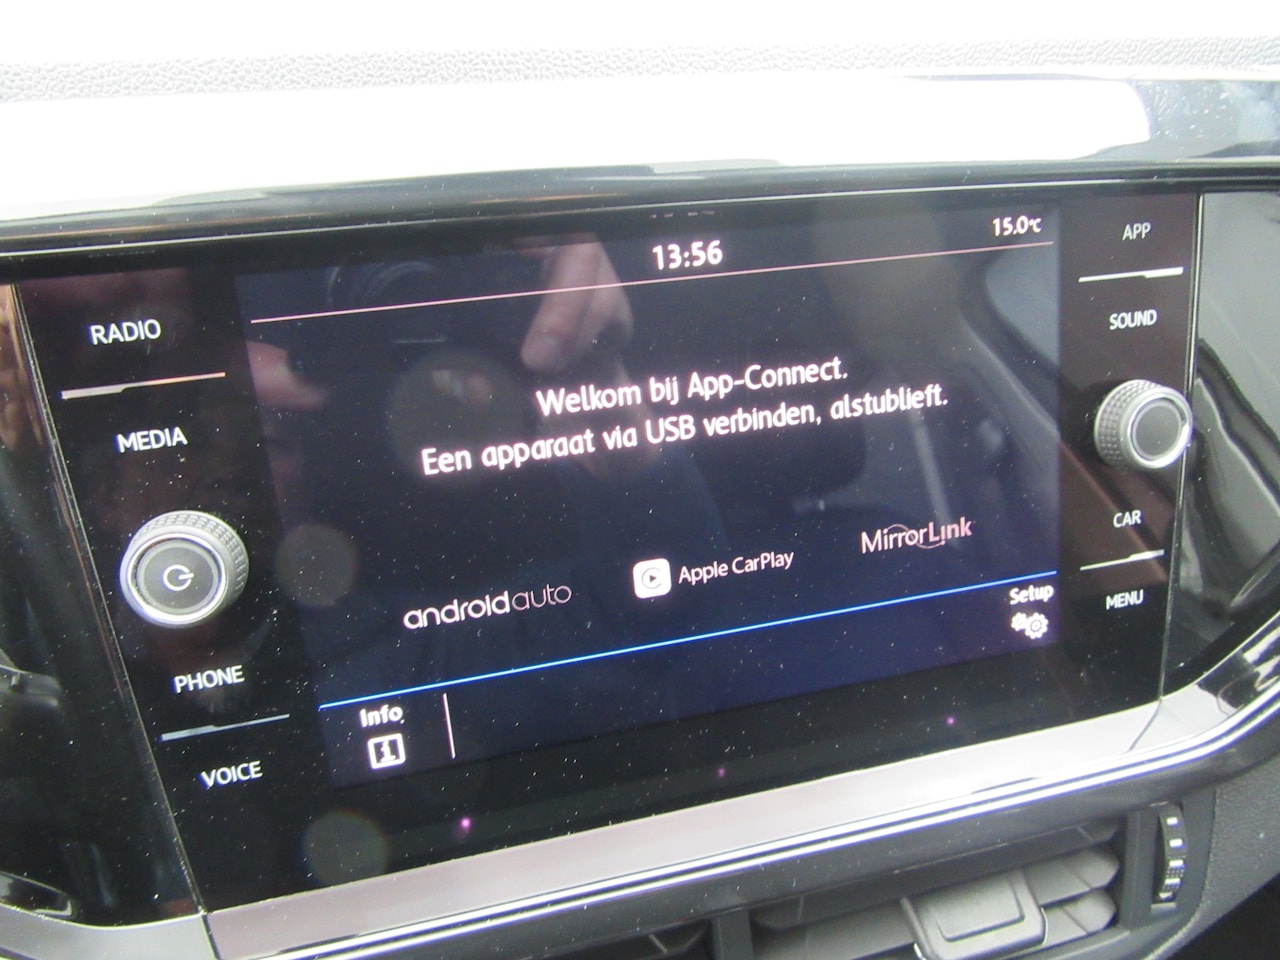 13:56
15.0°C
RADIO
MEDIA
PHONE
VOICE
Welkom bij App-Connect.
Een apparaat via USB verbinden, alstublieft.
androidauto
Apple CarPlay
MirrorLink
Setup
Info
i
APP
SOUND
CAR
MENU